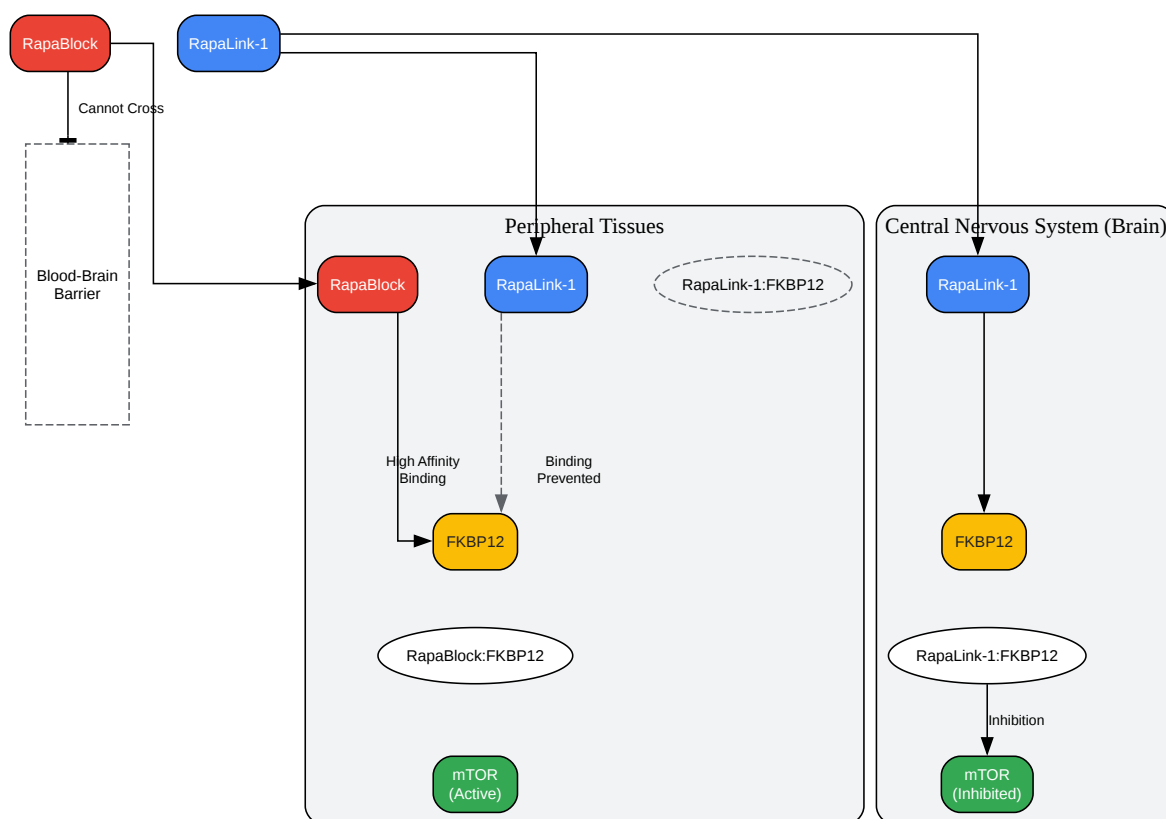 RapaBlock
RapaLink-1
Cannot Cross
Blood-Brain
Barrier
Peripheral Tissues
Central Nervous System (Brain)
RapaBlock
RapaLink-1
RapaLink-1:FKBP12
RapaLink-1
High Affinity
Binding
Binding
Prevented
FKBP12
FKBP12
RapaBlock:FKBP12
RapaLink-1:FKBP12
Inhibition
mTOR
(Active)
mTOR
(Inhibited)